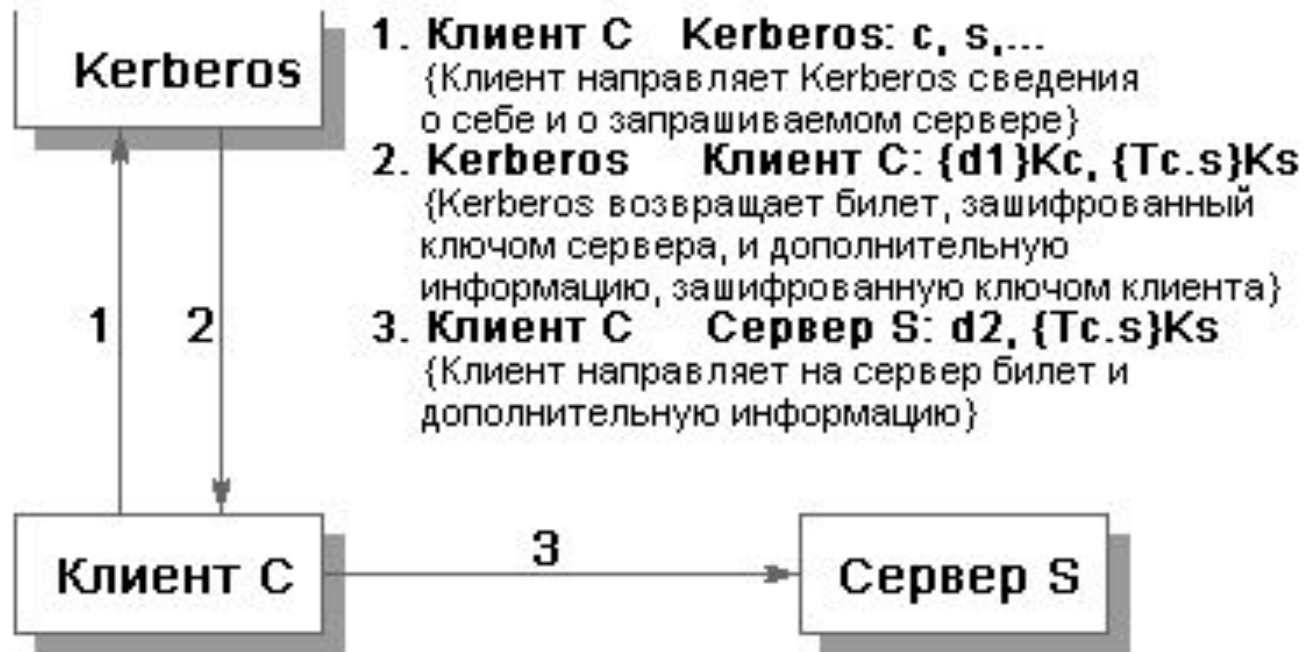 Kerberos
1. Клиент C Kerberos: c, s,...
{Клиент направляет Kerberos сведения
о себе и о запрашиваемом сервере}
2. Kerberos Клиент C: {d1}Kc, {Tc.s}Ks
{Kerberos возвращает билет, зашифрованный
ключом сервера, и дополнительную
информацию, зашифрованную ключом клиента}
3. Клиент C Сервер S: d2, {Tc.s}Ks
{Клиент направляет на сервер билет и
дополнительную информацию}
1 2
Клиент C
3
Сервер S